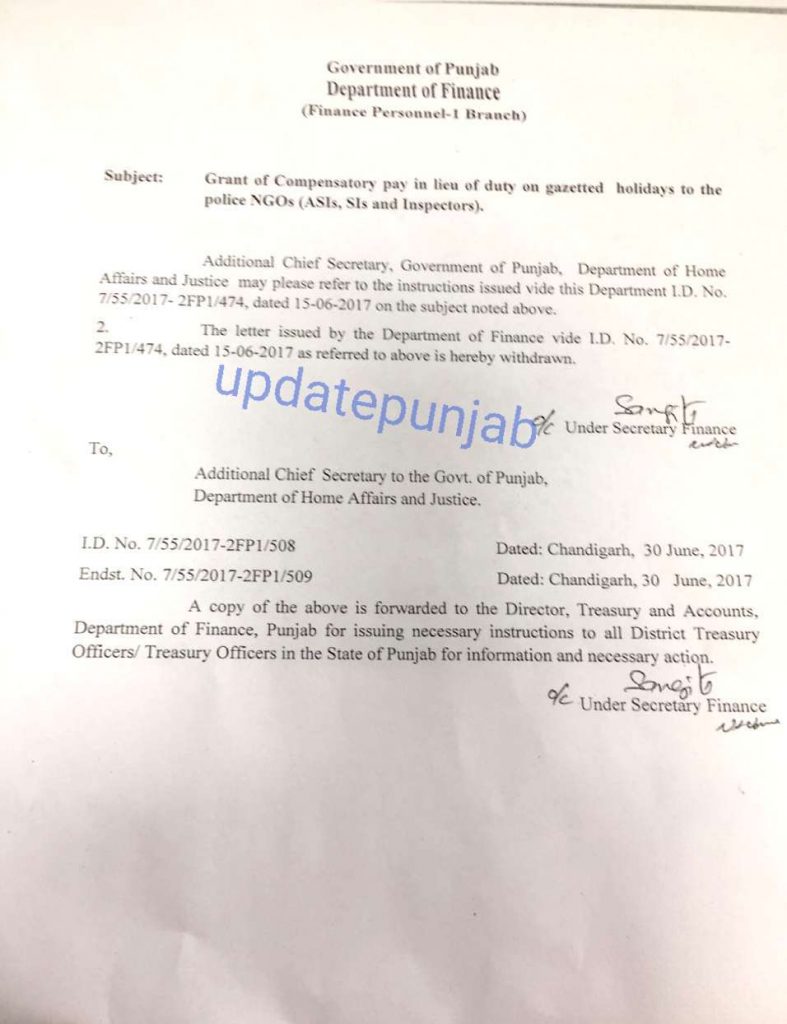 Government of Punjab
Department of Finance
(Finance Personnel-1 Branch)
Subject: Grant of Compensatory pay in lieu of duty on gazetted holidays to the
police NGOs (ASIs, SIs and Inspectors).
Additional Chief Secretary, Government of Punjab, Department of Home
Affairs and Justice may please refer to the instructions issued vide this Department I.D. No.
7/55/2017- 2FP1/474, dated 15-06-2017 on the subject noted above.
2. The letter issued by the Department of Finance vide I.D. No. 7/55/2017-
2FP1/474, dated 15-06-2017 as referred to above is hereby withdrawn.
updatepunjab
o/c Under Secretary Finance
To,
Additional Chief Secretary to the Govt. of Punjab,
Department of Home Affairs and Justice.
I.D. No. 7/55/2017-2FP1/508 Dated: Chandigarh, 30 June, 2017
Endst. No. 7/55/2017-2FP1/509 Dated: Chandigarh, 30 June, 2017
A copy of the above is forwarded to the Director, Treasury and Accounts,
Department of Finance, Punjab for issuing necessary instructions to all District Treasury
Officers/ Treasury Officers in the State of Punjab for information and necessary action.
o/c Under Secretary Finance